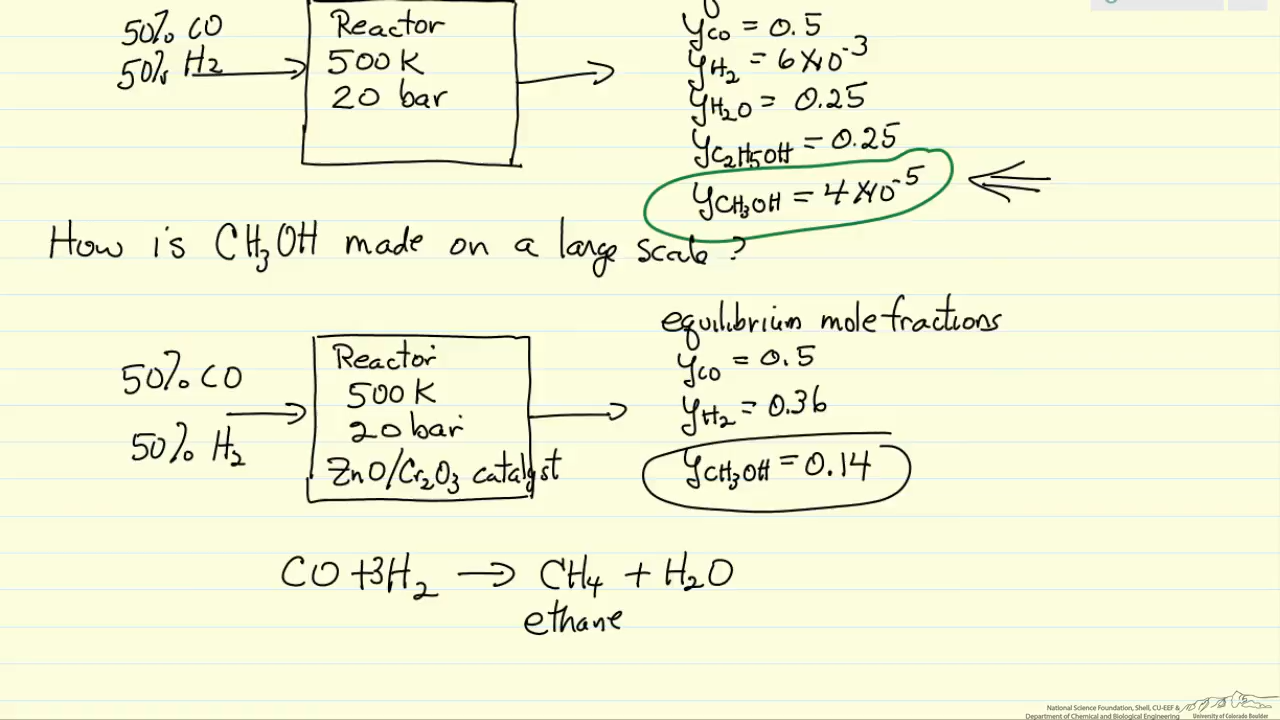 50% CO
50% H₂
Reactor
500 K
20 bar
yCO = 0.5
yH₂ = 6×10⁻³
yH₂O = 0.25
yC₂H₅OH = 0.25
yCH₃OH = 4×10⁻⁵
How is CH₃OH made on a large scale?
50% CO
50% H₂
Reactor
500 K
20 bar
ZnO/Cr₂O₃ catalyst
equilibrium mole fractions
yCO = 0.5
yH₂ = 0.36
yCH₃OH = 0.14
CO + 3H₂ → CH₄ + H₂O
ethane
National Science Foundation, Shell, CU-EEF &
Department of Chemical and Biological Engineering
University of Colorado Boulder